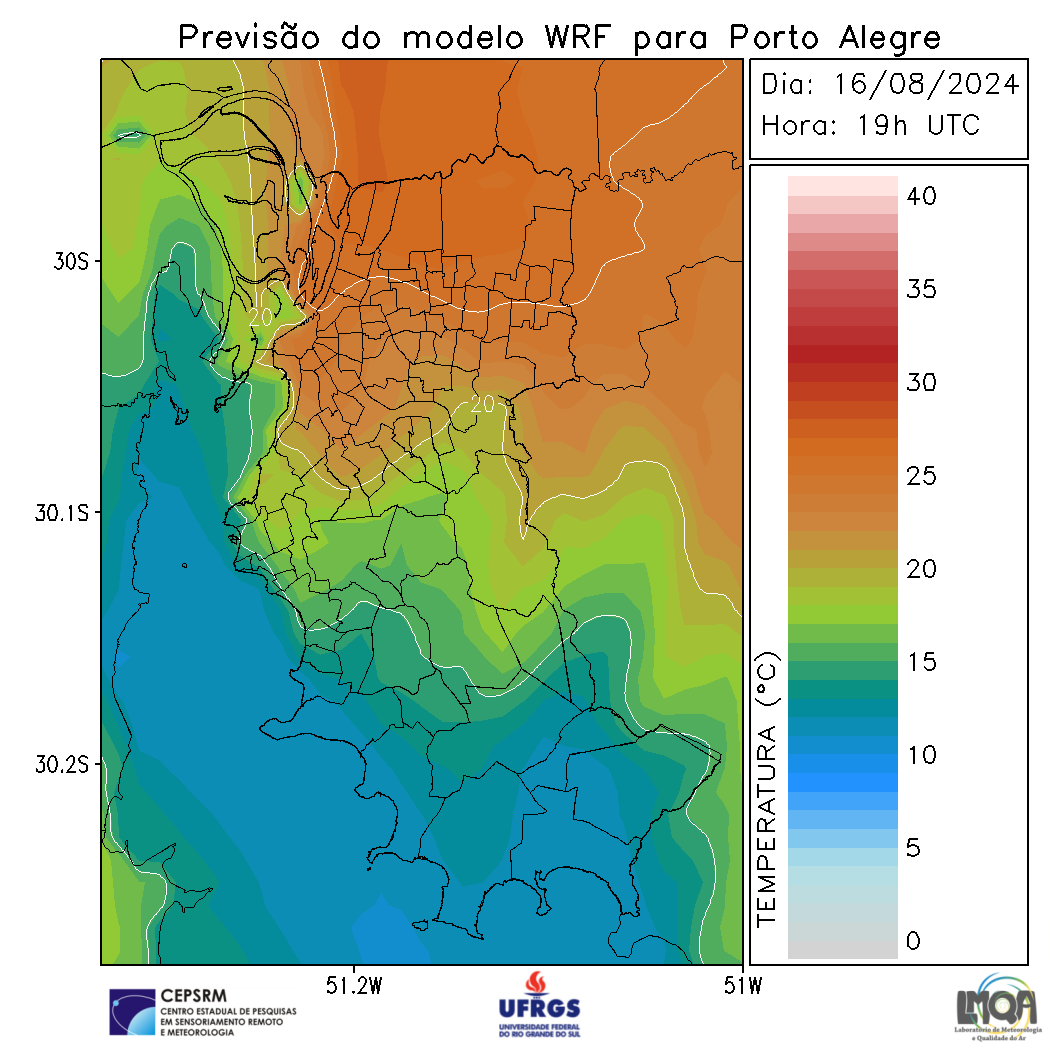 Previsão do modelo WRF para Porto Alegre
Dia: 16/08/2024
Hora: 19h UTC
30S
30.1S
30.2S
51.2W
51W
20
20
40
35
30
25
20
15
10
5
0
TEMPERATURA (°C)
CEPSRM
CENTRO ESTADUAL DE PESQUISAS
EM SENSORIAMENTO REMOTO
E METEOROLOGIA
UFRGS
UNIVERSIDADE FEDERAL
DO RIO GRANDE DO SUL
LMQA
Laboratório de Meteorologia
e Qualidade do Ar